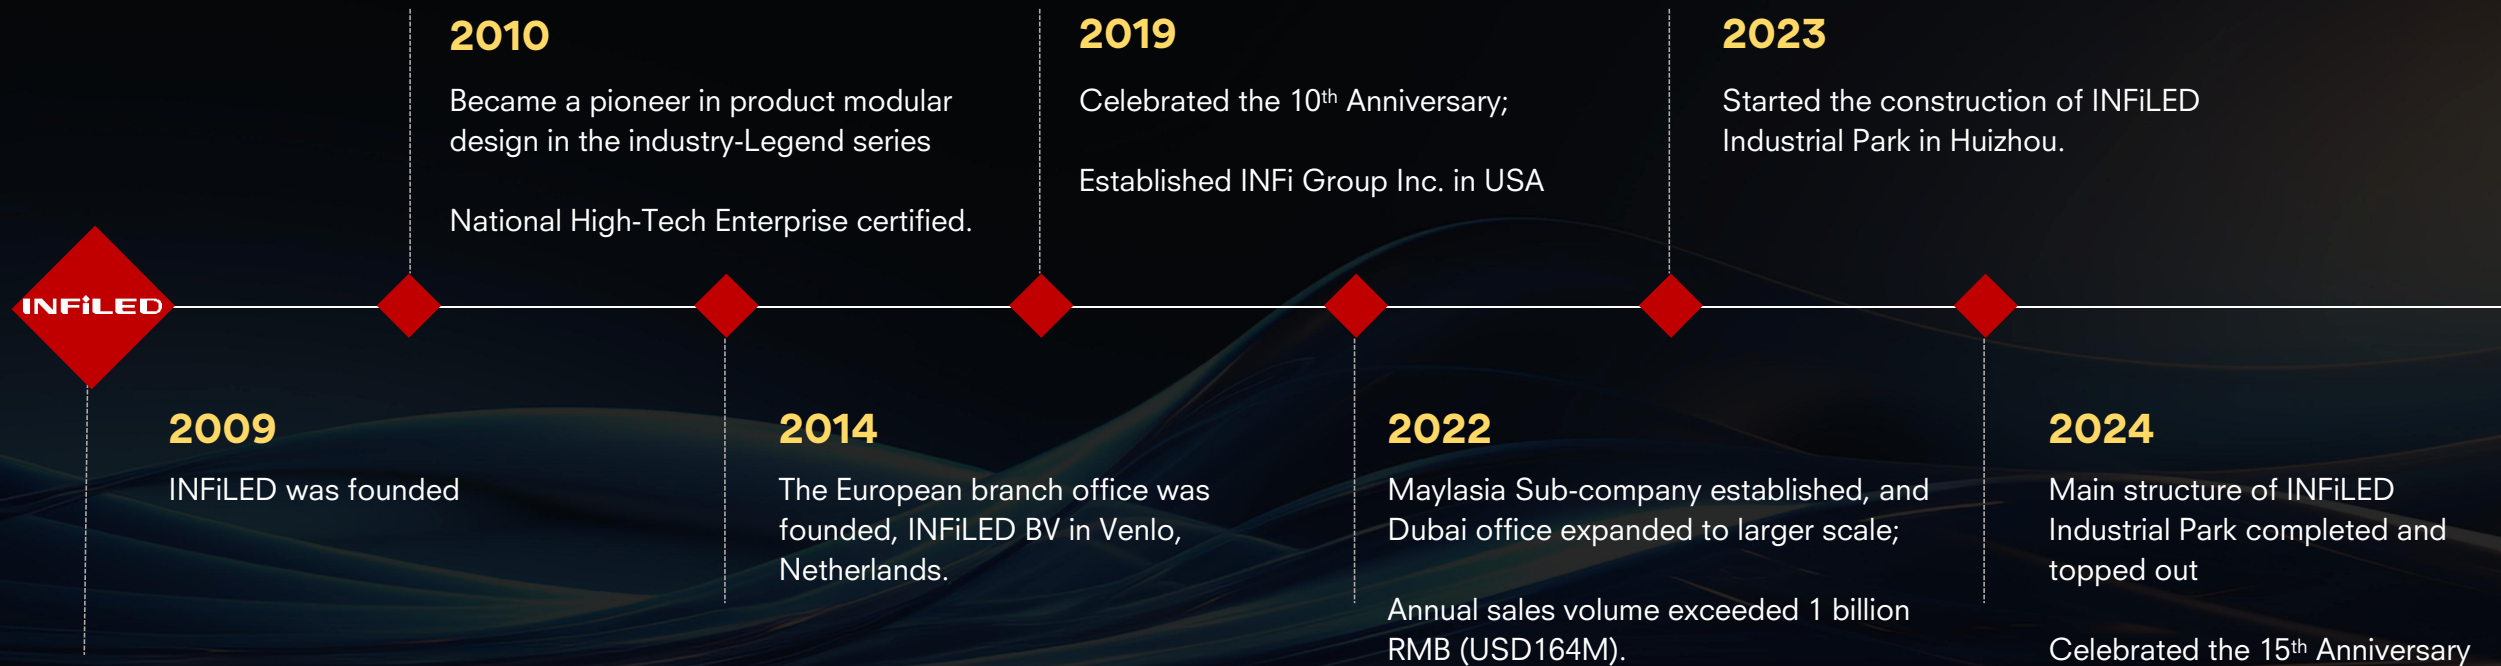 2010
Became a pioneer in product modular
design in the industry-Legend series
National High-Tech Enterprise certified.
2019
Celebrated the 10th Anniversary;
Established INFi Group Inc. in USA
2023
Started the construction of INFiLED
Industrial Park in Huizhou.
INFiLED
2009
INFiLED was founded
2014
The European branch office was
founded, INFiLED BV in Venlo,
Netherlands.
2022
Maylasia Sub-company established, and
Dubai office expanded to larger scale;
Annual sales volume exceeded 1 billion
RMB (USD164M).
2024
Main structure of INFiLED
Industrial Park completed and
topped out
Celebrated the 15th Anniversary